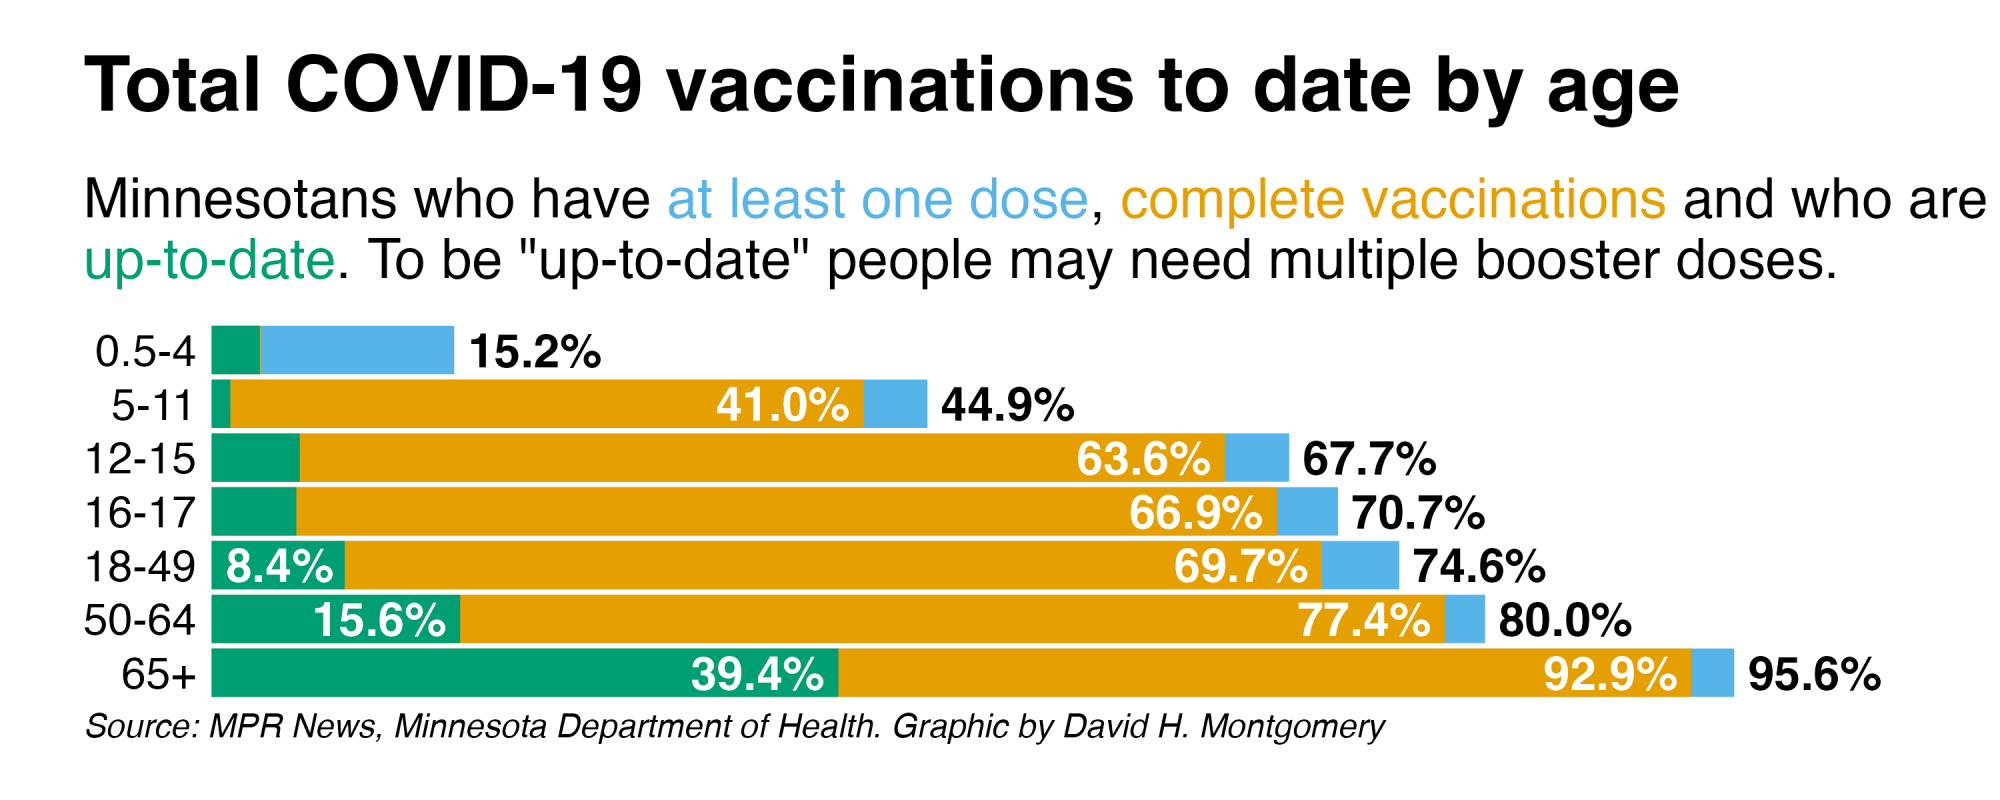 Total COVID-19 vaccinations to date by age
Minnesotans who have at least one dose, complete vaccinations and who are
up-to-date. To be "up-to-date" people may need multiple booster doses.
0.5-4 15.2%
5-11 41.0% 44.9%
12-15 63.6% 67.7%
16-17 66.9% 70.7%
18-49 8.4% 69.7% 74.6%
50-64 15.6% 77.4% 80.0%
65+ 39.4% 92.9% 95.6%
Source: MPR News, Minnesota Department of Health. Graphic by David H. Montgomery